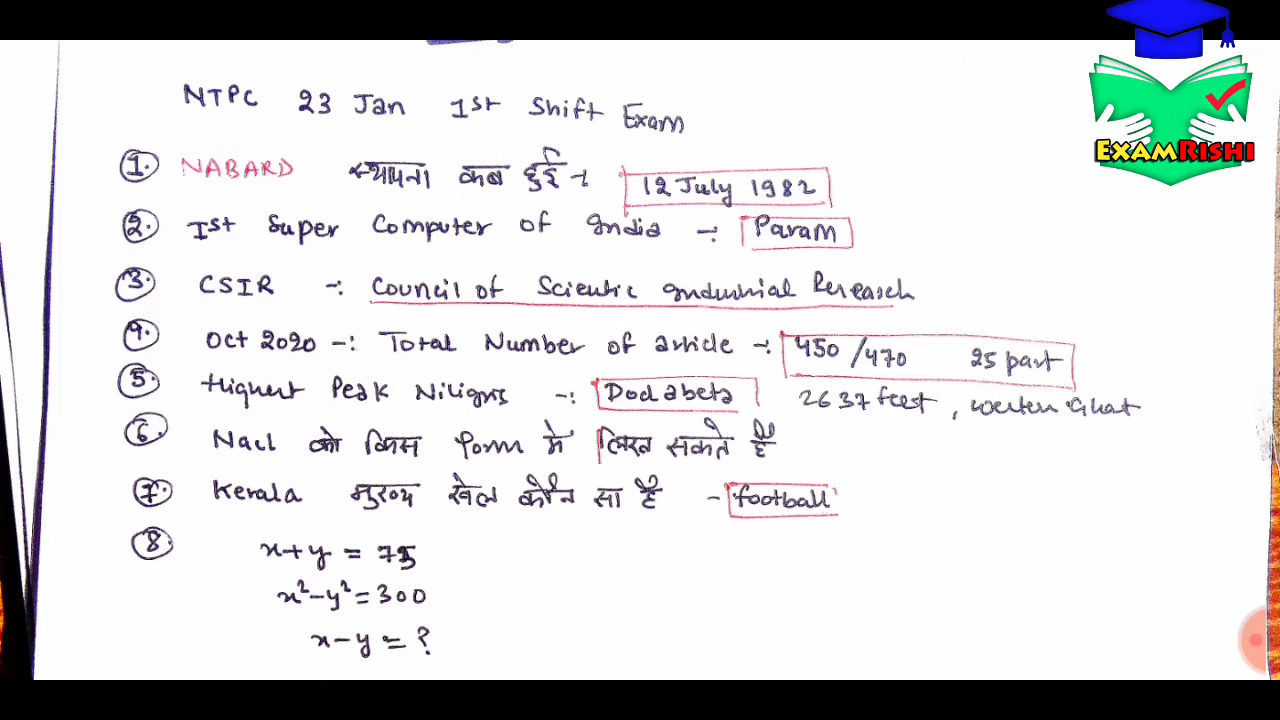 EXAMRISHI
NTPC 23 Jan 1st Shift Exam
1. NABARD स्थापना कब हुई -: 12 July 1982
2. Ist Super Computer of India -: Param
3. CSIR -: Council of Scientic Industrial Research
4. Oct 2020 -: Total Number of article -: 450/470 25 part
5. Highest Peak Niligris -: Dodabeta 2637 feet, western Ghat
6. Nacl को किस form मे लिख सकते है
7. Kerala मुख्य खेल कौन सा है - football
8. x+y = 75
x²-y² = 300
x-y = ?